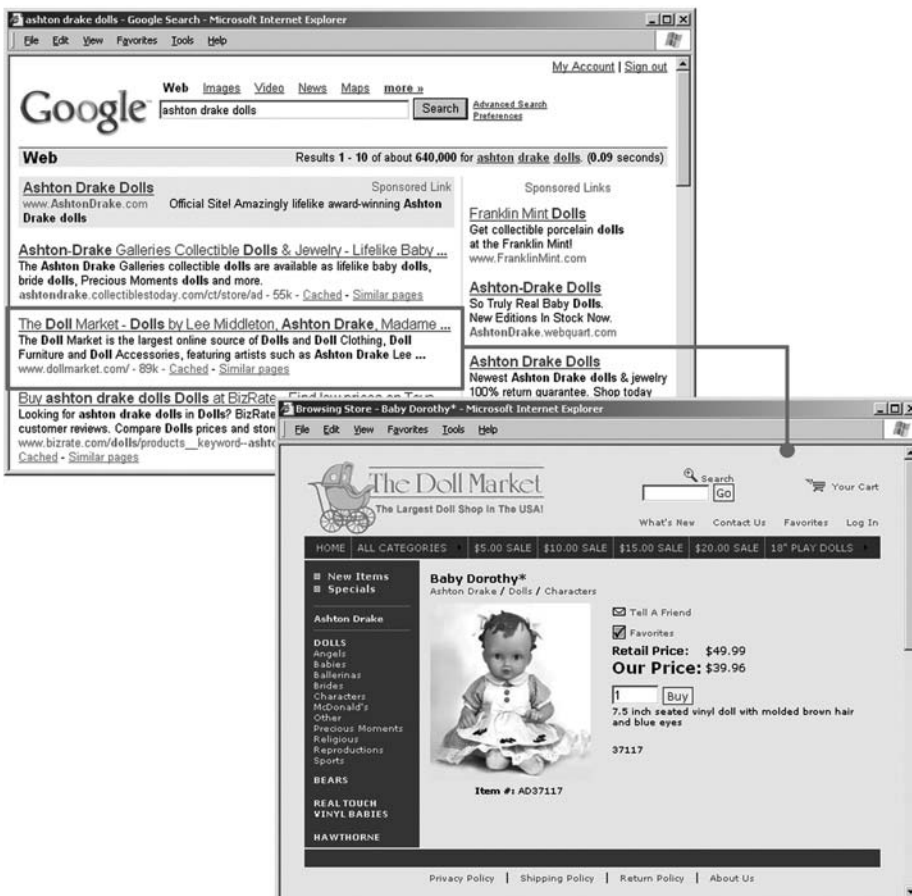 ashton drake dolls - Google Search - Microsoft Internet Explorer
File Edit View Favorites Tools Help
My Account | Sign out
Web Images Video News Maps more »
Google
ashton drake dolls
Search
Advanced Search
Preferences
Web
Results 1 - 10 of about 640,000 for ashton drake dolls. (0.09 seconds)
Ashton Drake Dolls
Sponsored Link
www.AshtonDrake.com Official Site! Amazingly lifelike award-winning Ashton
Drake dolls
Ashton-Drake Galleries Collectible Dolls & Jewelry - Lifelike Baby ...
The Ashton Drake Galleries collectible dolls are available as lifelike baby dolls,
bride dolls, Precious Moments dolls and more.
ashtondrake.collectiblestoday.com/ct/store/ad - 55k - Cached - Similar pages
The Doll Market - Dolls by Lee Middleton, Ashton Drake, Madame ...
The Doll Market is the largest online source of Dolls and Doll Clothing, Doll
Furniture and Doll Accessories, featuring artists such as Ashton Drake Lee ...
www.dollmarket.com/ - 89k - Cached - Similar pages
Buy ashton drake dolls Dolls at BizRate - Find low prices on Toys
Looking for ashton drake dolls in Dolls? BizRate
customer reviews. Compare Dolls prices and stor
www.bizrate.com/dolls/products__keyword--ashto
Cached - Similar pages
Sponsored Links
Franklin Mint Dolls
Get collectible porcelain dolls
at the Franklin Mint!
www.FranklinMint.com
Ashton-Drake Dolls
So Truly Real Baby Dolls.
New Editions In Stock Now.
AshtonDrake.webquart.com
Ashton Drake Dolls
Newest Ashton Drake dolls & jewelry
100% return guarantee. Shop today
Browsing Store - Baby Dorothy* - Microsoft Internet Explorer
File Edit View Favorites Tools Help
The Doll Market
The Largest Doll Shop In The USA!
Search
Go
Your Cart
What's New Contact Us Favorites Log In
HOME ALL CATEGORIES $5.00 SALE $10.00 SALE $15.00 SALE $20.00 SALE 18" PLAY DOLLS
New Items
Specials
Ashton Drake
DOLLS
Angels
Babies
Ballerinas
Brides
Characters
McDonald's
Other
Precious Moments
Religious
Reproductions
Sports
BEARS
REAL TOUCH
VINYL BABIES
HAWTHORNE
Baby Dorothy*
Ashton Drake / Dolls / Characters
Item #: AD37117
Tell A Friend
Favorites
Retail Price: $49.99
Our Price: $39.96
1 Buy
7.5 inch seated vinyl doll with molded brown hair
and blue eyes
37117
Privacy Policy | Shipping Policy | Return Policy | About Us